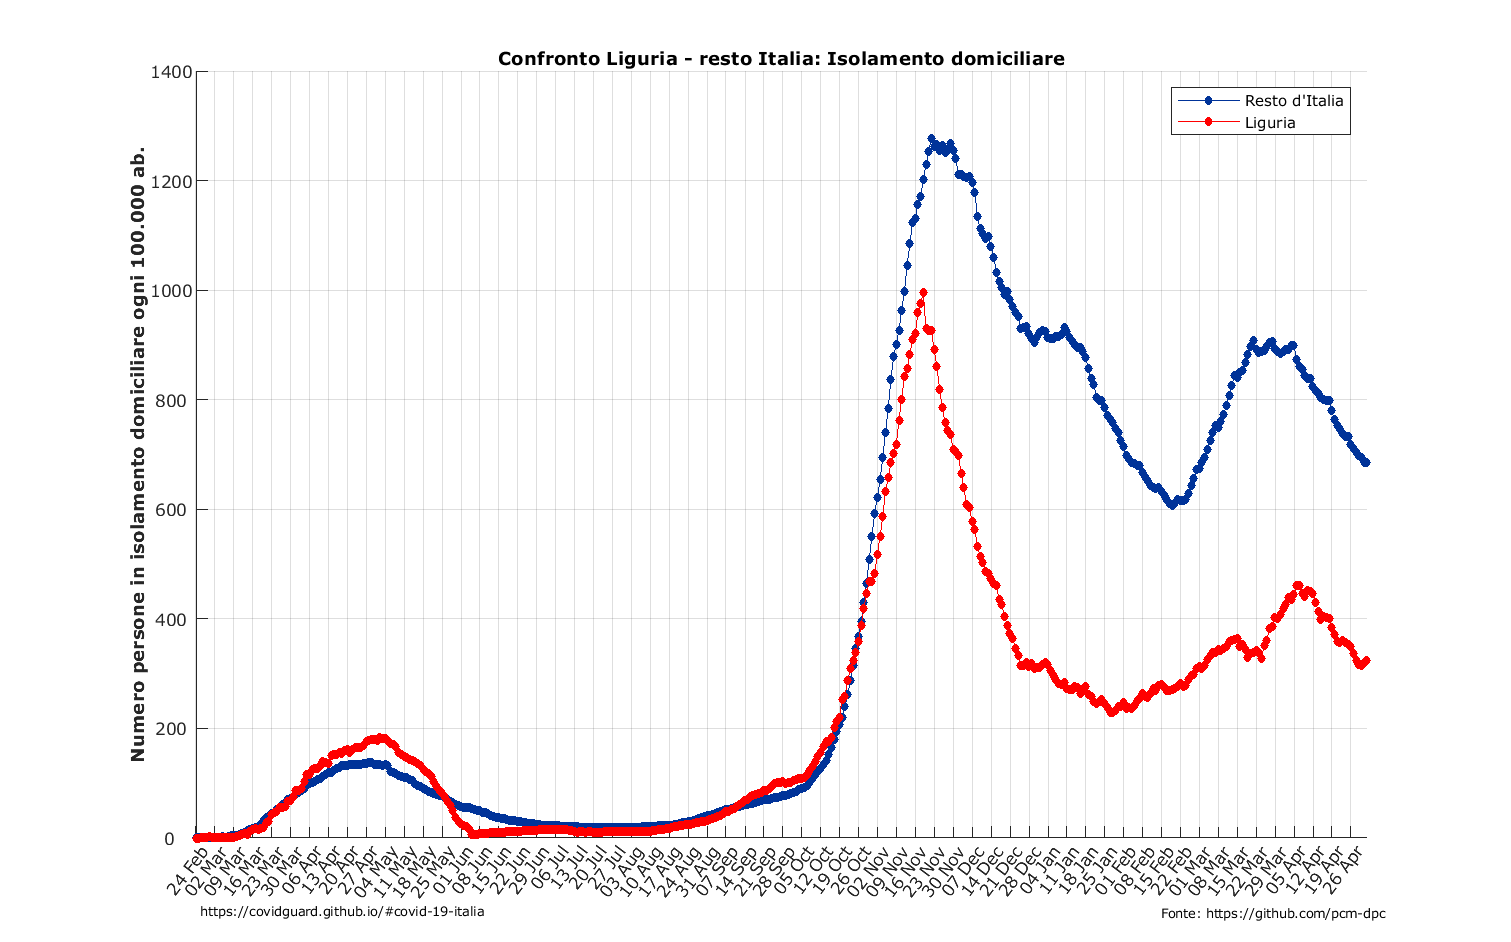 Confronto Liguria - resto Italia: Isolamento domiciliare
Numero persone in isolamento domiciliare ogni 100.000 ab.
1400
1200
1000
800
600
400
200
0
Resto d'Italia
Liguria
24 Feb
02 Mar
09 Mar
16 Mar
23 Mar
30 Mar
06 Apr
13 Apr
20 Apr
27 Apr
04 May
11 May
18 May
25 May
01 Jun
08 Jun
15 Jun
22 Jun
29 Jun
06 Jul
13 Jul
20 Jul
27 Jul
03 Aug
10 Aug
17 Aug
24 Aug
31 Aug
07 Sep
14 Sep
21 Sep
28 Sep
05 Oct
12 Oct
19 Oct
26 Oct
02 Nov
09 Nov
16 Nov
23 Nov
30 Nov
07 Dec
14 Dec
21 Dec
28 Dec
04 Jan
11 Jan
18 Jan
25 Jan
01 Feb
08 Feb
15 Feb
22 Feb
01 Mar
08 Mar
15 Mar
22 Mar
29 Mar
05 Apr
12 Apr
19 Apr
26 Apr
https://covidguard.github.io/#covid-19-italia
Fonte: https://github.com/pcm-dpc